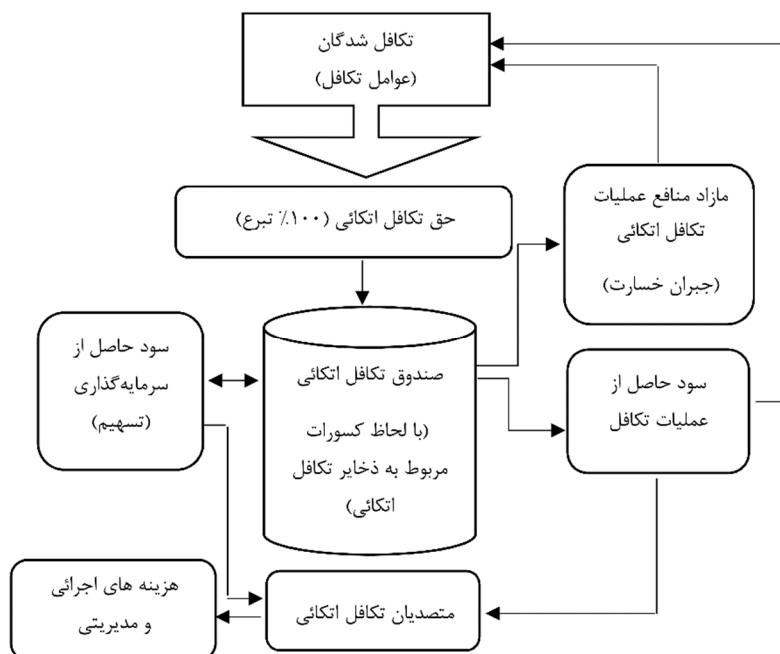 تکافل شدگان
(عوامل تکافل)
حق تکافل اتکائی (۱۰۰٪ تبرع)
مازاد منافع عملیات
تکافل اتکائی
(جبران خسارت)
صندوق تکافل اتکائی
(با لحاظ کسورات
مربوط به ذخایر تکافل
اتکائی)
سود حاصل از
سرمایه‌گذاری
(تسهیم)
سود حاصل از
عملیات تکافل
متصدیان تکافل اتکائی
هزینه های اجرائی
و مدیریتی